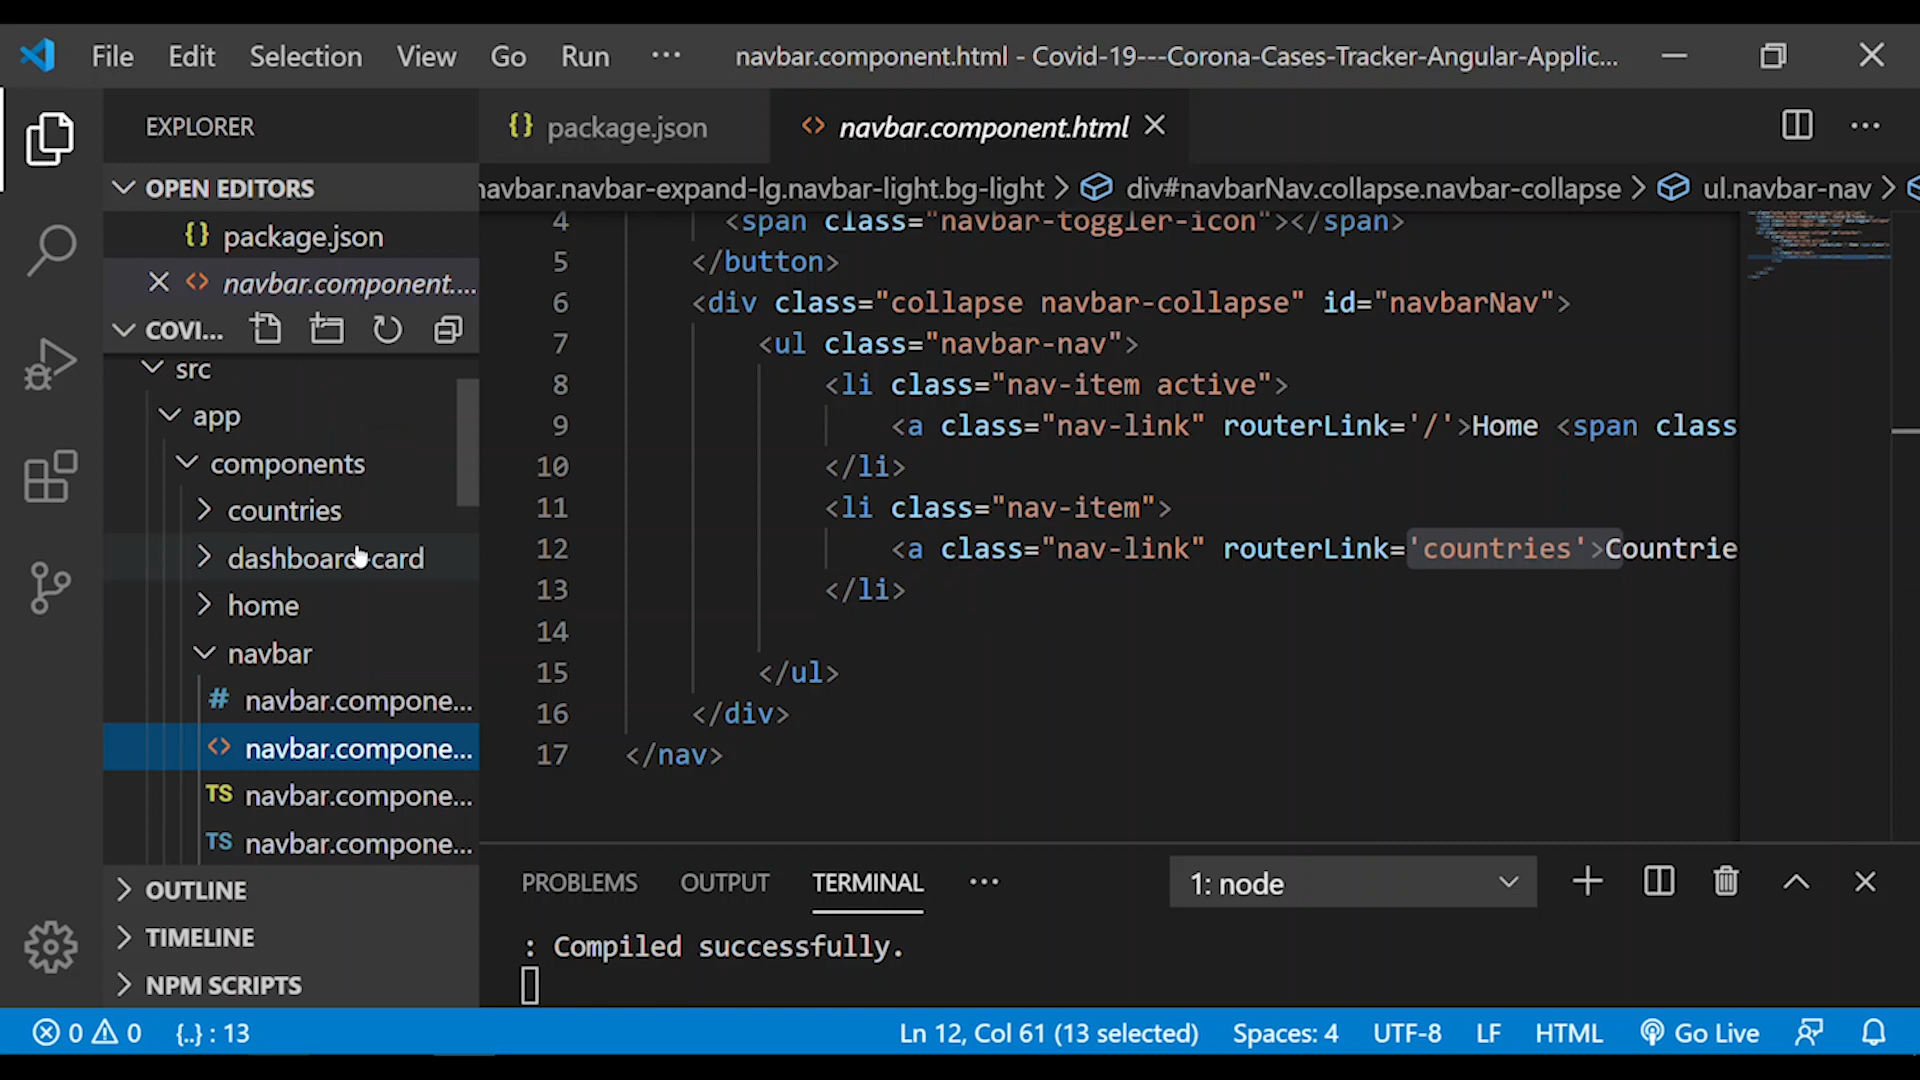 File Edit Selection View Go Run ··· navbar.component.html - Covid-19---Corona-Cases-Tracker-Angular-Applic...
EXPLORER
{} package.json
<> navbar.component.html
OPEN EDITORS
navbar.navbar-expand-lg.navbar-light.bg-light > div#navbarNav.collapse.navbar-collapse > ul.navbar-nav >
{} package.json
<> navbar.component....
COVI...
src
app
components
countries
dashboard-card
home
navbar
# navbar.compone...
<> navbar.compone...
TS navbar.compone...
TS navbar.compone...
OUTLINE
TIMELINE
NPM SCRIPTS
4 <span class="navbar-toggler-icon"></span>
5 </button>
6 <div class="collapse navbar-collapse" id="navbarNav">
7 <ul class="navbar-nav">
8 <li class="nav-item active">
9 <a class="nav-link" routerLink='/'>Home <span class
10 </li>
11 <li class="nav-item">
12 <a class="nav-link" routerLink='countries'>Countrie
13 </li>
14
15 </ul>
16 </div>
17 </nav>
PROBLEMS OUTPUT TERMINAL ··· 1: node
: Compiled successfully.
0 0 {..} : 13 Ln 12, Col 61 (13 selected) Spaces: 4 UTF-8 LF HTML Go Live